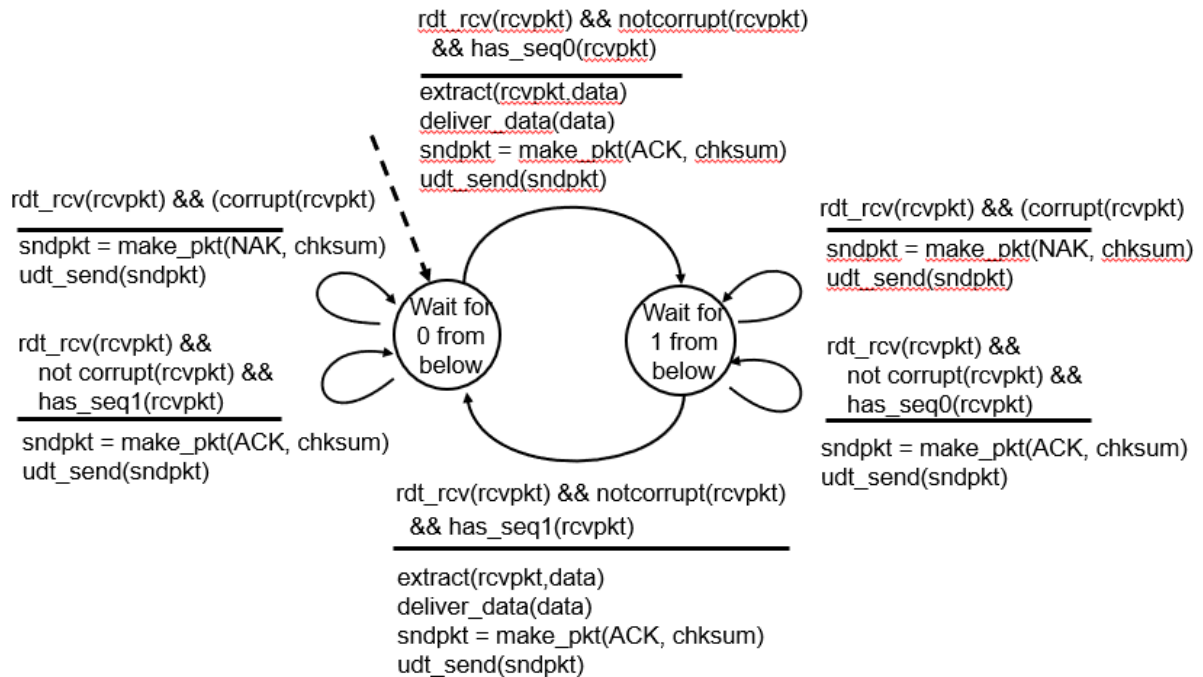 rdt_rcv(rcvpkt) && notcorrupt(rcvpkt)
&& has_seq0(rcvpkt)
extract(rcvpkt,data)
deliver_data(data)
sndpkt = make_pkt(ACK, chksum)
udt_send(sndpkt)
rdt_rcv(rcvpkt) && (corrupt(rcvpkt)
sndpkt = make_pkt(NAK, chksum)
udt_send(sndpkt)
rdt_rcv(rcvpkt) &&
not corrupt(rcvpkt) &&
has_seq1(rcvpkt)
sndpkt = make_pkt(ACK, chksum)
udt_send(sndpkt)
Wait for
0 from
below
Wait for
1 from
below
rdt_rcv(rcvpkt) && (corrupt(rcvpkt)
sndpkt = make_pkt(NAK, chksum)
udt_send(sndpkt)
rdt_rcv(rcvpkt) &&
not corrupt(rcvpkt) &&
has_seq0(rcvpkt)
sndpkt = make_pkt(ACK, chksum)
udt_send(sndpkt)
rdt_rcv(rcvpkt) && notcorrupt(rcvpkt)
&& has_seq1(rcvpkt)
extract(rcvpkt,data)
deliver_data(data)
sndpkt = make_pkt(ACK, chksum)
udt_send(sndpkt)